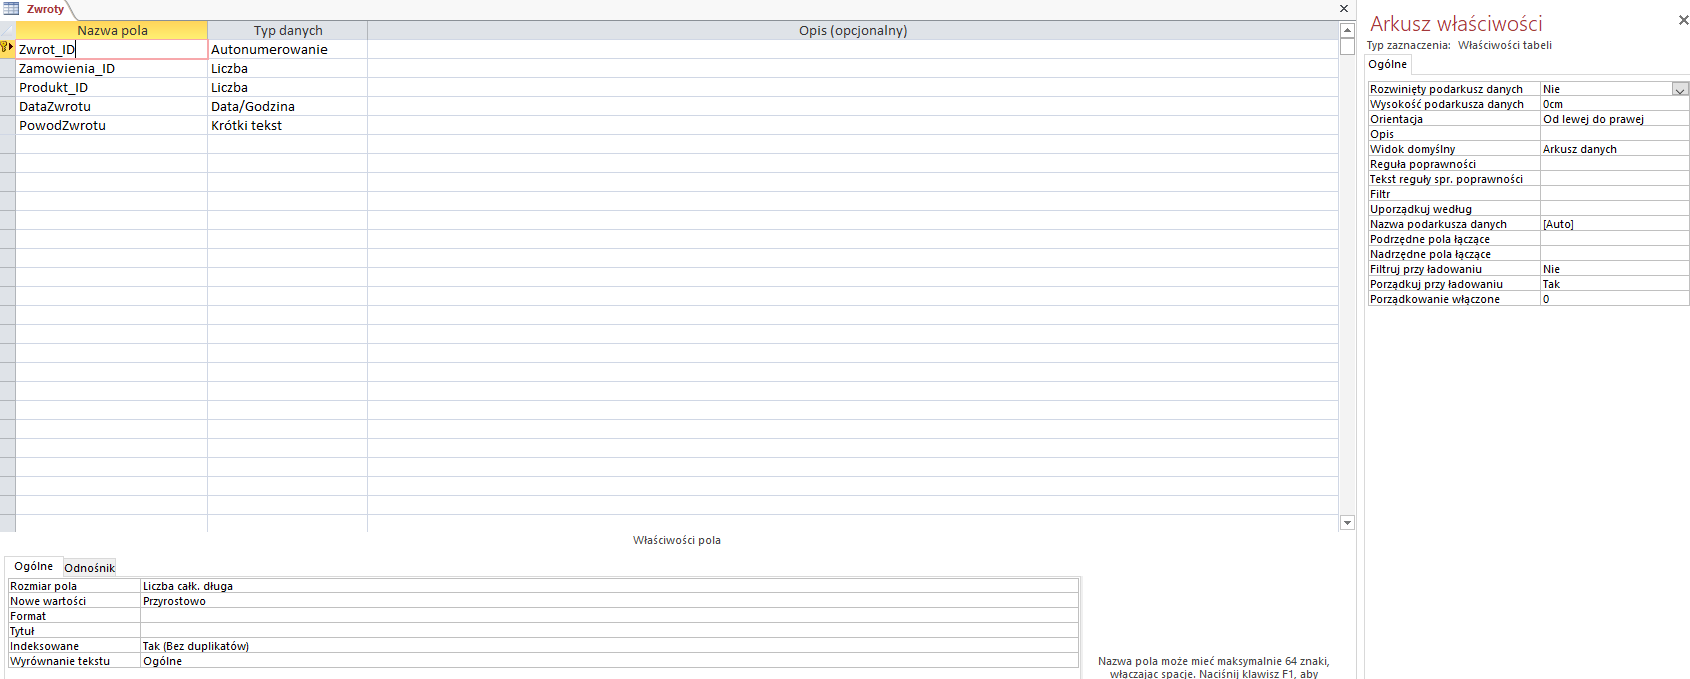 Zwroty
Nazwa pola Typ danych Opis (opcjonalny)
Zwrot_ID Autonumerowanie
Zamowienia_ID Liczba
Produkt_ID Liczba
DataZwrotu Data/Godzina
PowodZwrotu Krótki tekst
Właściwości pola
Ogólne Odnośnik
Rozmiar pola Liczba całk. długa
Nowe wartości Przyrostowo
Format
Tytuł
Indeksowane Tak (Bez duplikatów)
Wyrównanie tekstu Ogólne
Nazwa pola może mieć maksymalnie 64 znaki,
włączając spacje. Naciśnij klawisz F1, aby
Arkusz właściwości
Typ zaznaczenia: Właściwości tabeli
Ogólne
Rozwinięty podarkusz danych Nie
Wysokość podarkusza danych 0cm
Orientacja Od lewej do prawej
Opis
Widok domyślny Arkusz danych
Reguła poprawności
Tekst reguły spr. poprawności
Filtr
Uporządkuj według
Nazwa podarkusza danych [Auto]
Podrzędne pola łączące
Nadrzędne pola łączące
Filtruj przy ładowaniu Nie
Porządkuj przy ładowaniu Tak
Porządkowanie włączone 0